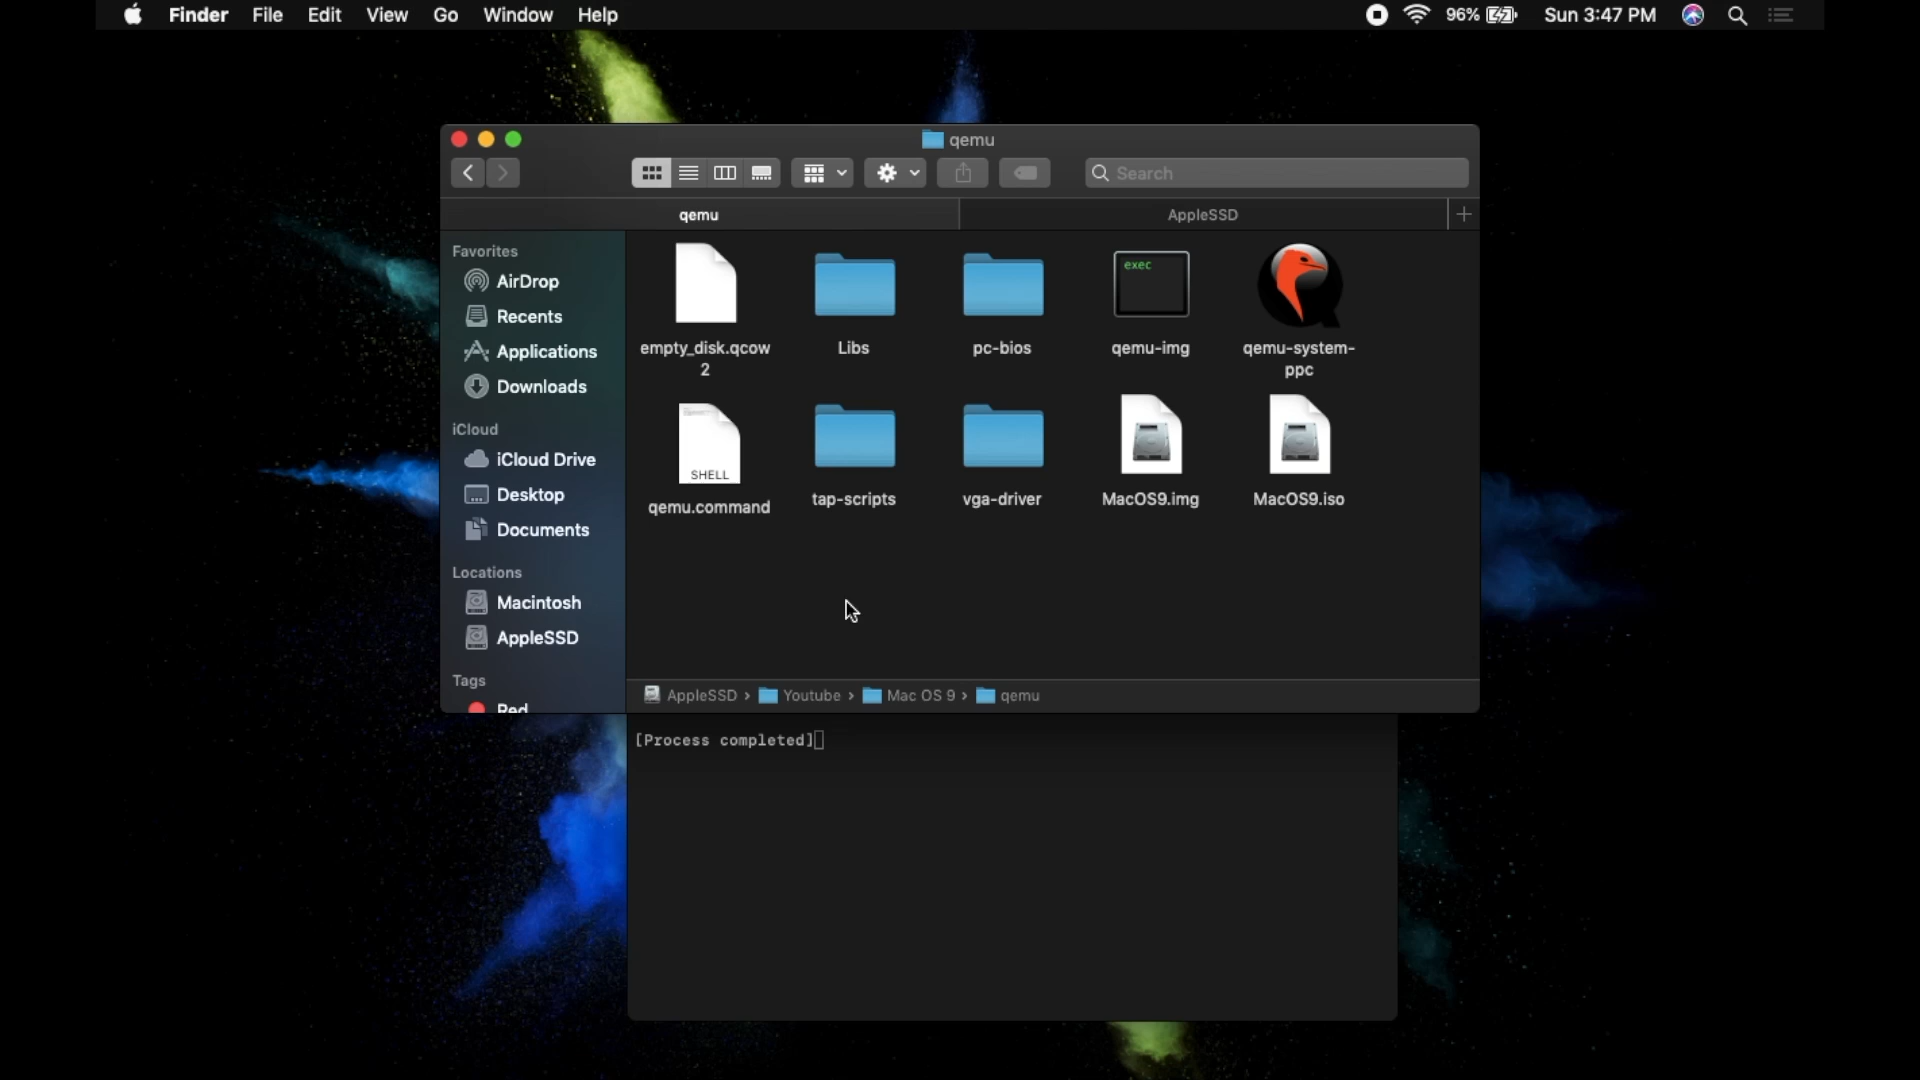 Finder File Edit View Go Window Help 96% Sun 3:47 PM
qemu
Search
qemu AppleSSD
Favorites
AirDrop
Recents
Applications
Downloads
iCloud
iCloud Drive
Desktop
Documents
Locations
Macintosh
AppleSSD
Tags
Red
exec
empty_disk.qcow
2
Libs
pc-bios
qemu-img
qemu-system-
ppc
SHELL
qemu.command
tap-scripts
vga-driver
MacOS9.img
MacOS9.iso
AppleSSD › Youtube › Mac OS 9 › qemu
[Process completed]